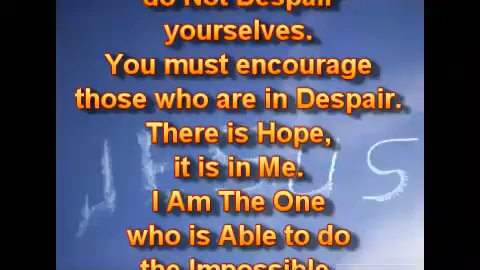 do Not Despair
yourselves.
You must encourage
those who are in Despair.
There is Hope,
it is in Me.
JESUS
I Am The One
who is Able to do
the Impossible